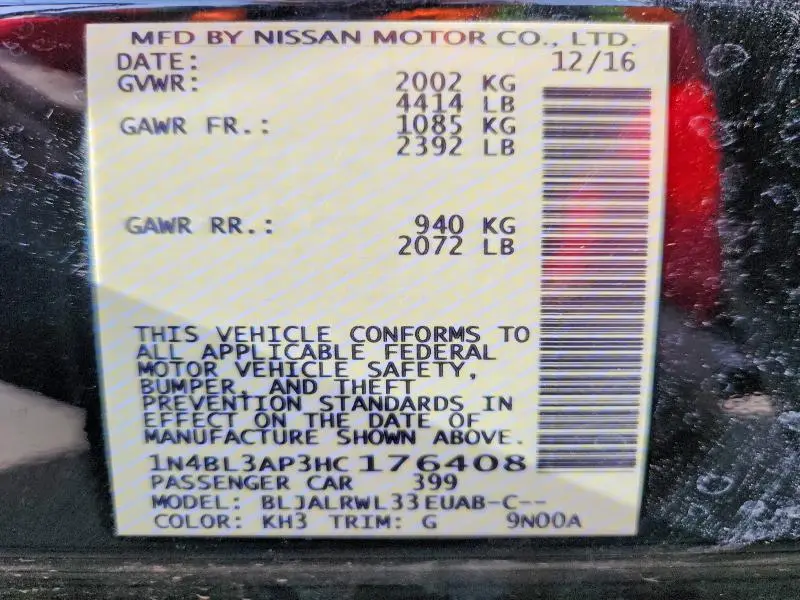 MFD BY NISSAN MOTOR CO., LTD.
DATE: 12/16
GVWR: 2002 KG
4414 LB
GAWR FR.: 1085 KG
2392 LB
GAWR RR.: 940 KG
2072 LB
THIS VEHICLE CONFORMS TO
ALL APPLICABLE FEDERAL
MOTOR VEHICLE SAFETY,
BUMPER, AND THEFT
PREVENTION STANDARDS IN
EFFECT ON THE DATE OF
MANUFACTURE SHOWN ABOVE.
1N4BL3AP3HC176408
PASSENGER CAR 399
MODEL: BLJALRWL33EUAB-C--
COLOR: KH3 TRIM: G 9N00A